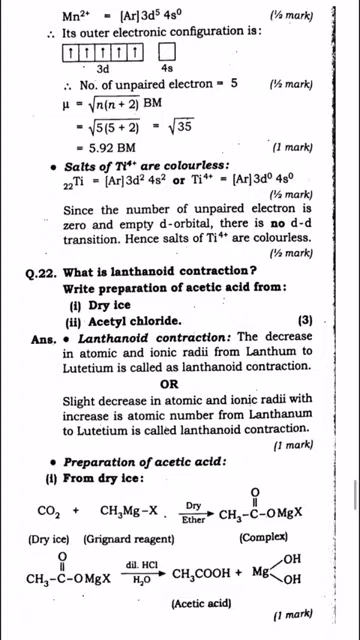 Mn²⁺ = [Ar] 3d⁵ 4s⁰ (½ mark)
∴ Its outer electronic configuration is:
↑ ↑ ↑ ↑ ↑
3d 4s
∴ No. of unpaired electron = 5 (½ mark)
μ = √n(n + 2) BM
= √5(5 + 2) = √35
= 5.92 BM (1 mark)
• Salts of Ti⁴⁺ are colourless:
₂₂Ti = [Ar] 3d² 4s² or Ti⁴⁺ = [Ar] 3d⁰ 4s⁰
(½ mark)
Since the number of unpaired electron is
zero and empty d-orbital, there is no d-d
transition. Hence salts of Ti⁴⁺ are colourless.
(½ mark)
Q.22. What is lanthanoid contraction?
Write preparation of acetic acid from:
(i) Dry ice
(ii) Acetyl chloride. (3)
Ans. • Lanthanoid contraction: The decrease
in atomic and ionic radii from Lanthum to
Lutetium is called as lanthanoid contraction.
OR
Slight decrease in atomic and ionic radii with
increase is atomic number from Lanthanum
to Lutetium is called lanthanoid contraction.
(1 mark)
• Preparation of acetic acid:
(i) From dry ice:
O
CO₂ + CH₃Mg–X Dry Ether → CH₃–C–OMgX
(Dry ice) (Grignard reagent) (Complex)
O OH
CH₃–C–OMgX dil. HCl H₂O → CH₃COOH + Mg
OH
(Acetic acid)
(1 mark)